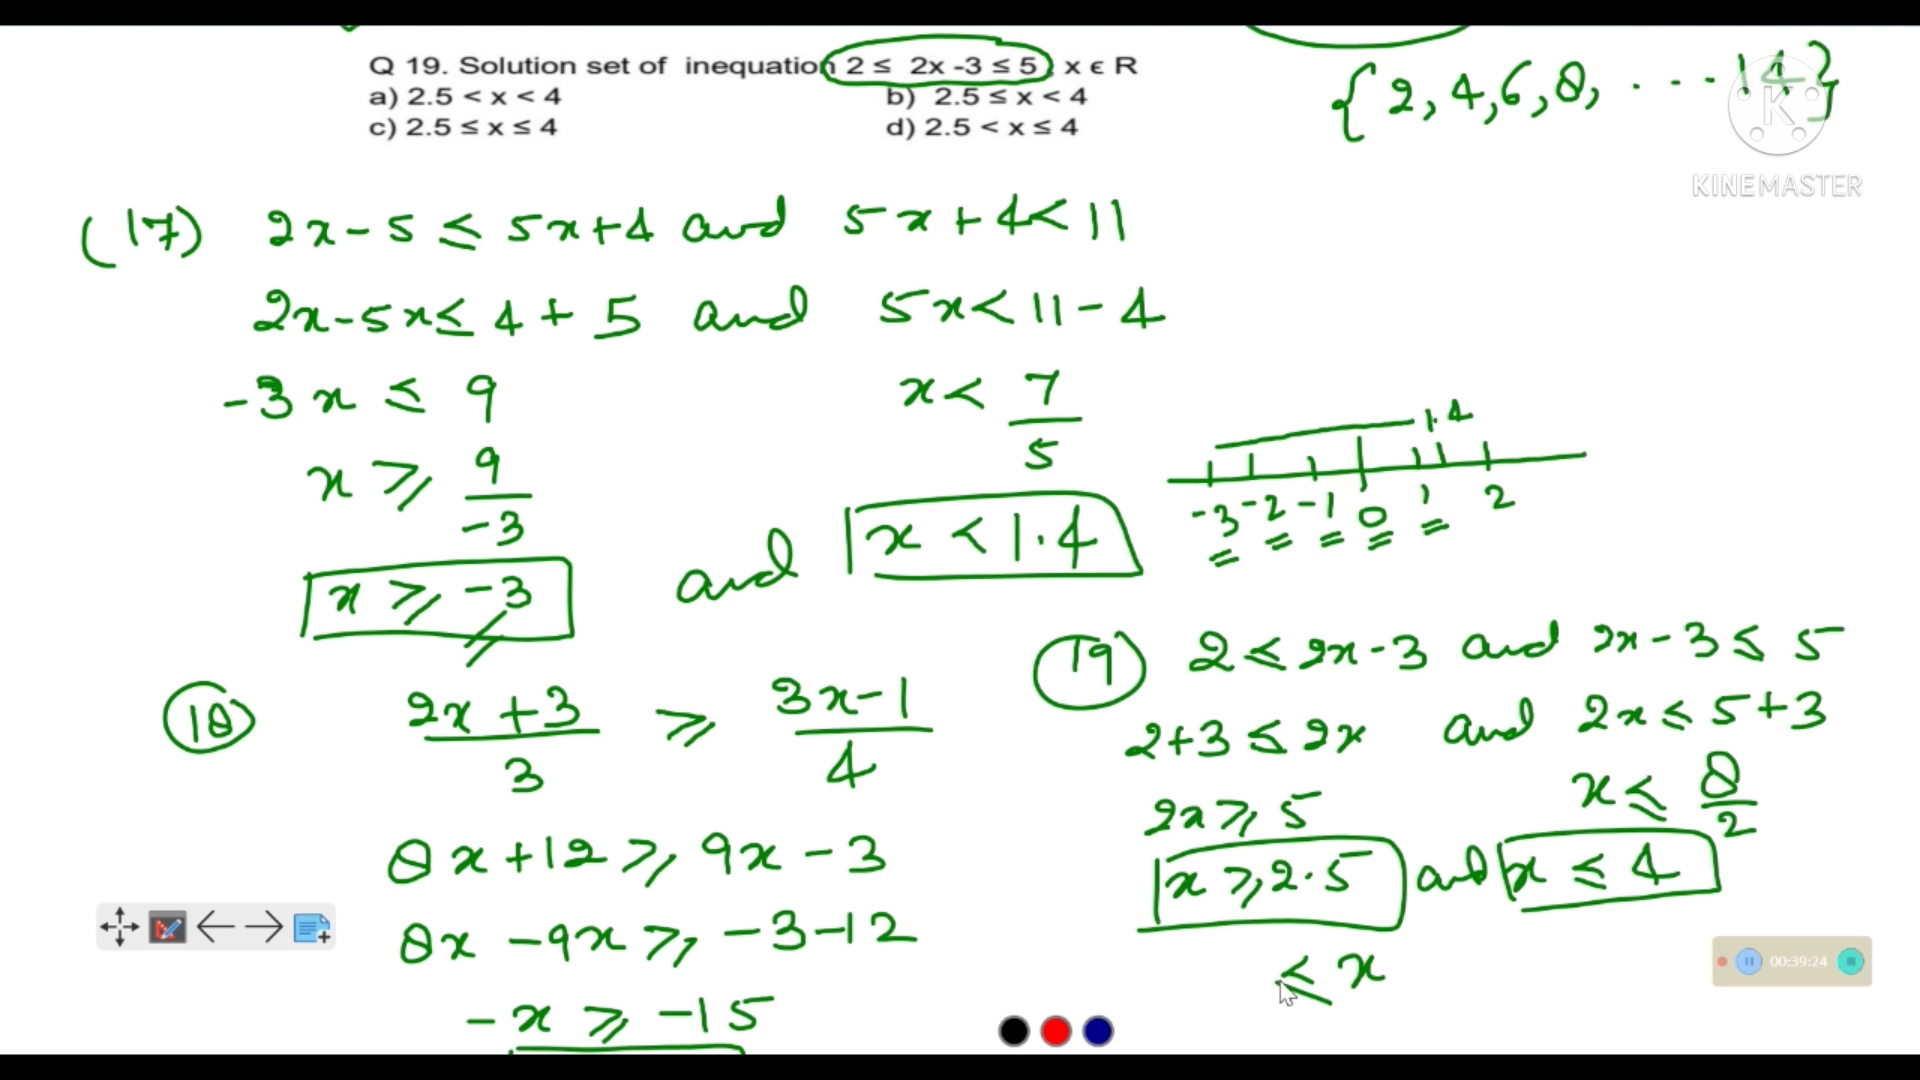 Q 19. Solution set of inequation 2 ≤ 2x -3 ≤ 5 , x ϵ R
a) 2.5 < x < 4 b) 2.5 ≤ x < 4
c) 2.5 ≤ x ≤ 4 d) 2.5 < x ≤ 4
{2, 4, 6, 8, ... 14}
KINEMASTER
(17) 2x-5 ≤ 5x+4 and 5x+4<11
2x-5x ≤ 4+5 and 5x<11-4
-3x ≤ 9
x < 7/5
x ≥ 9/-3
1.4
-3 -2 -1 0 1 2
x ≥ -3 and x < 1.4
(18) 2x+3/3 ≥ 3x-1/4
8x+12 ≥ 9x-3
8x-9x ≥ -3-12
-x ≥ -15
(19) 2 ≤ 2x-3 and 2x-3 ≤ 5
2+3 ≤ 2x and 2x ≤ 5+3
2x ≥ 5
x ≤ 8/2
x ≥ 2.5 and x ≤ 4
≤ x
00:39:24